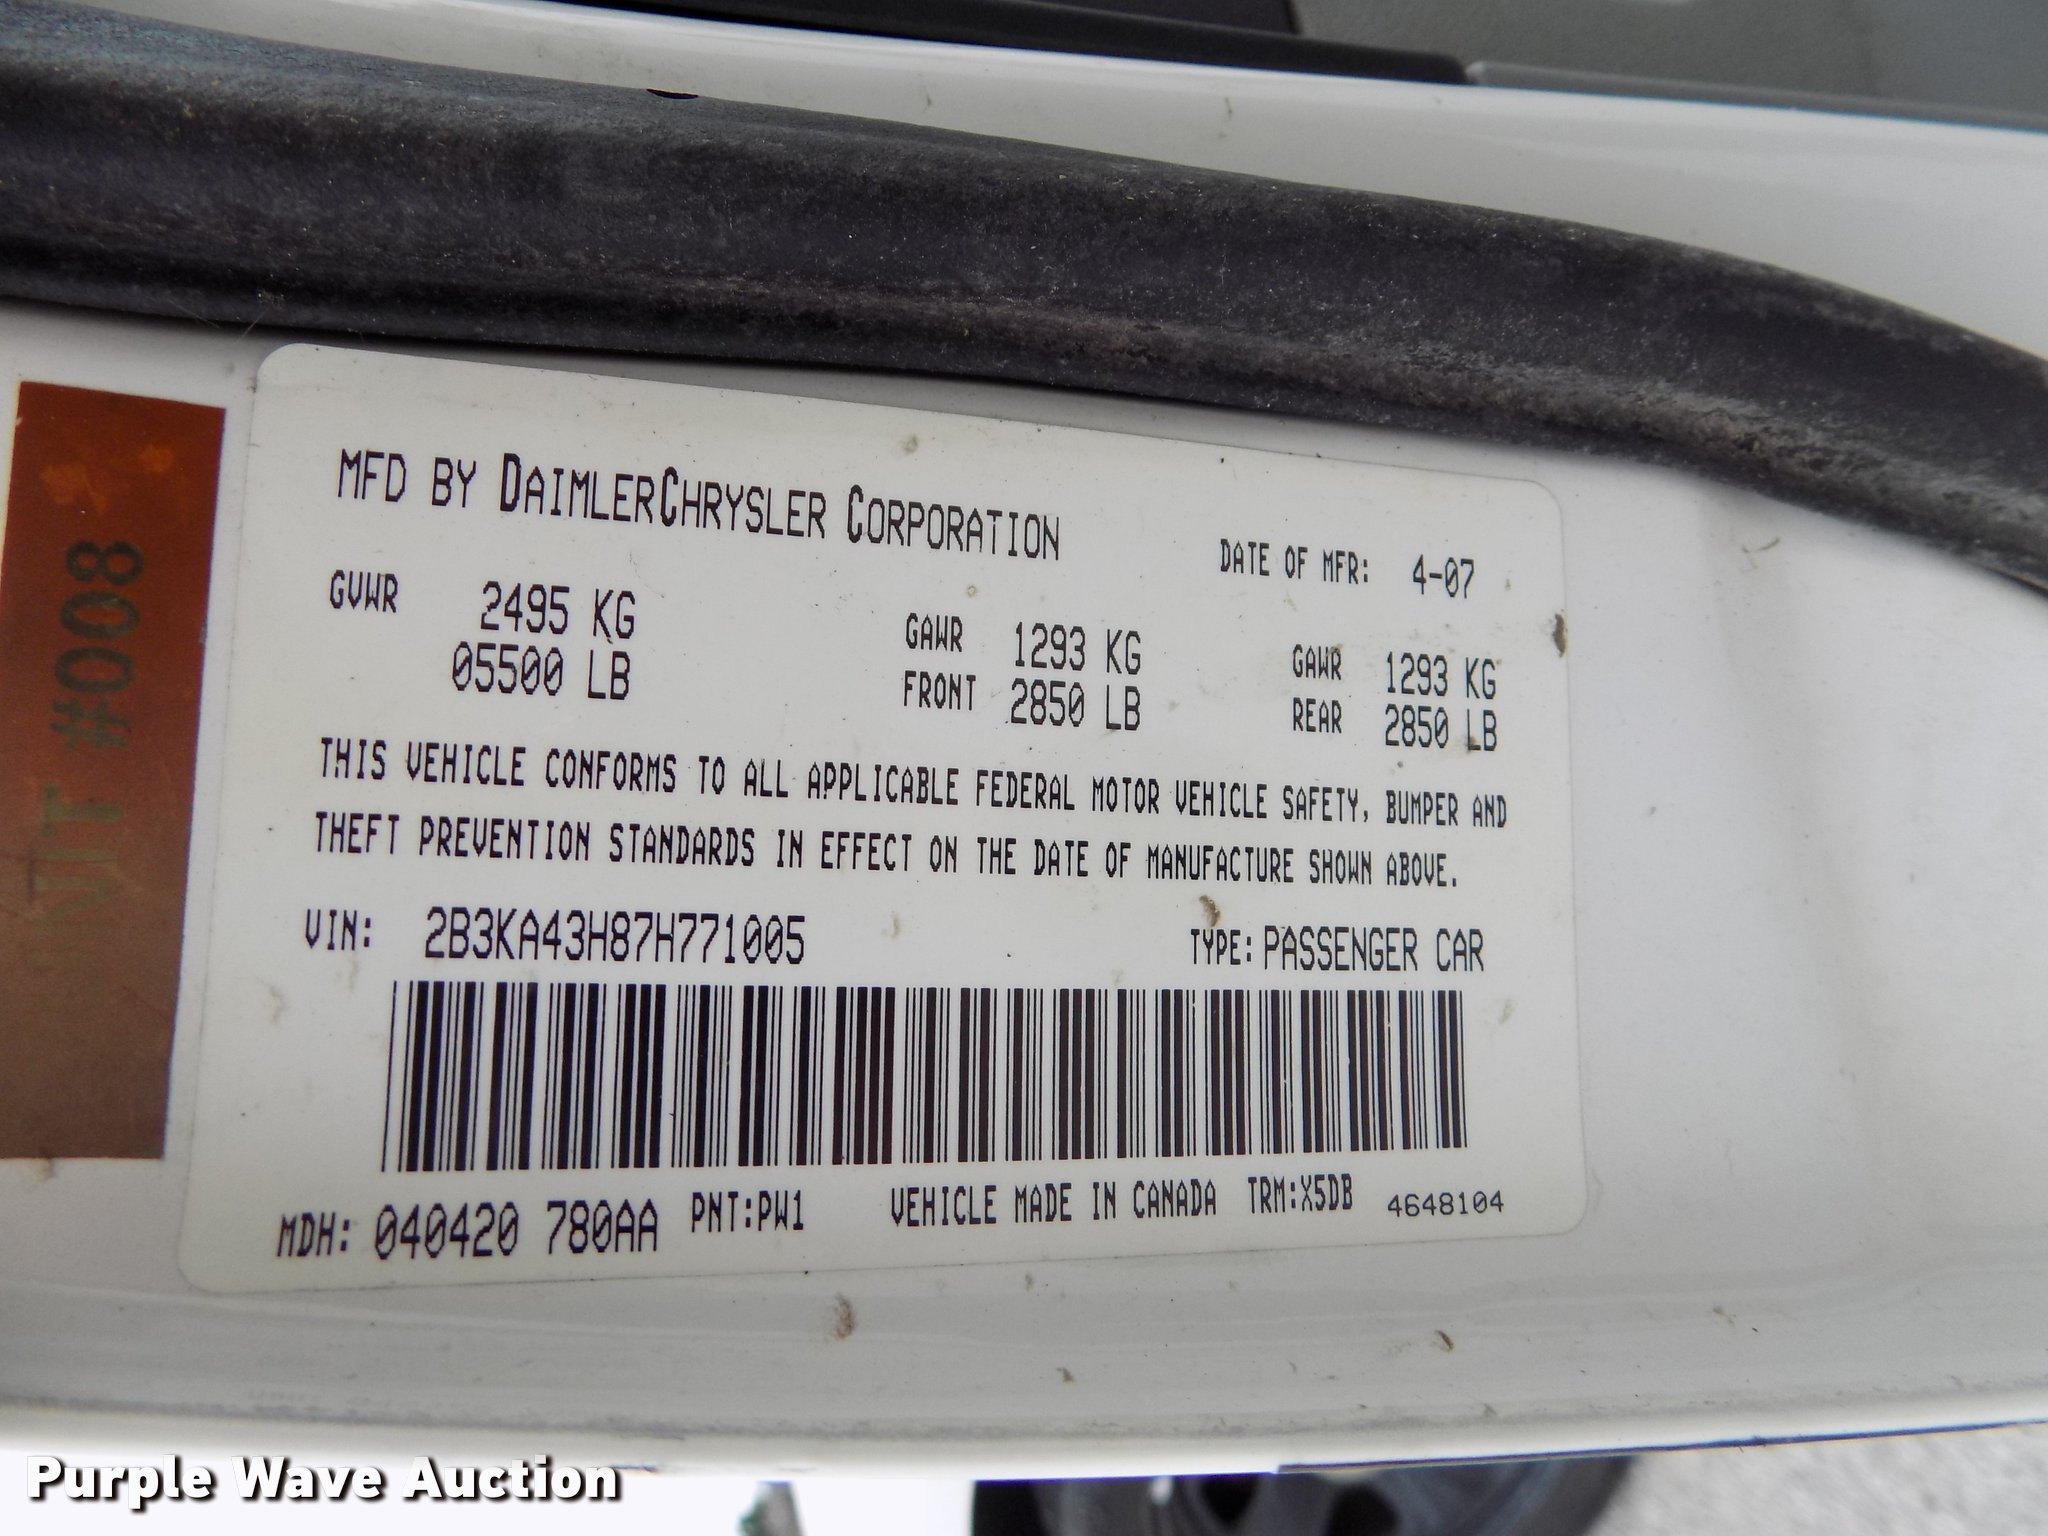 MFD BY DAIMLERCHRYSLER CORPORATION
DATE OF MFR: 4-07
GVWR 2495 KG
05500 LB
GAWR 1293 KG
FRONT 2850 LB
GAWR 1293 KG
REAR 2850 LB
THIS VEHICLE CONFORMS TO ALL APPLICABLE FEDERAL MOTOR VEHICLE SAFETY, BUMPER AND
THEFT PREVENTION STANDARDS IN EFFECT ON THE DATE OF MANUFACTURE SHOWN ABOVE.
VIN: 2B3KA43H87H771005
TYPE: PASSENGER CAR
MDH: 040420 780AA PNT:PW1 VEHICLE MADE IN CANADA TRM:X5DB 4648104
UNIT #008
Purple Wave Auction